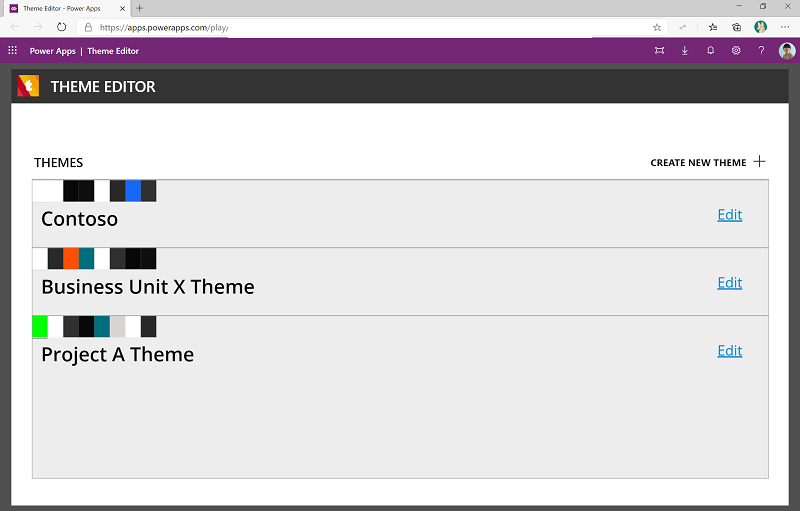 Theme Editor - Power Apps
https://apps.powerapps.com/play/
Power Apps | Theme Editor
t THEME EDITOR
THEMES
CREATE NEW THEME
Contoso
Edit
Business Unit X Theme
Edit
Project A Theme
Edit